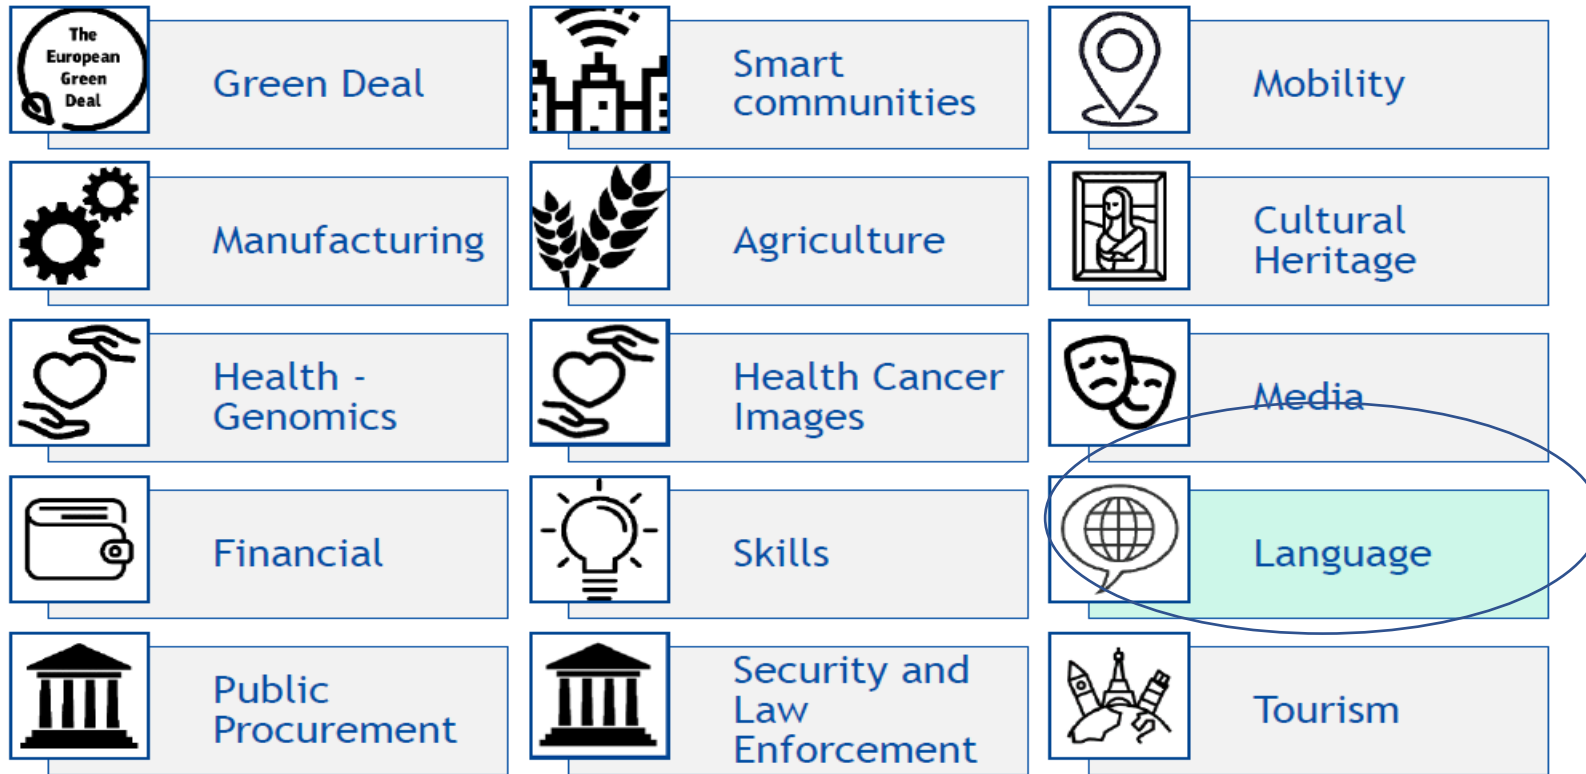 The
European
Green
Deal
Green Deal
Smart
communities
Mobility
Manufacturing
Agriculture
Cultural
Heritage
Health -
Genomics
Health Cancer
Images
Media
Financial
Skills
Language
Public
Procurement
Security and
Law
Enforcement
Tourism